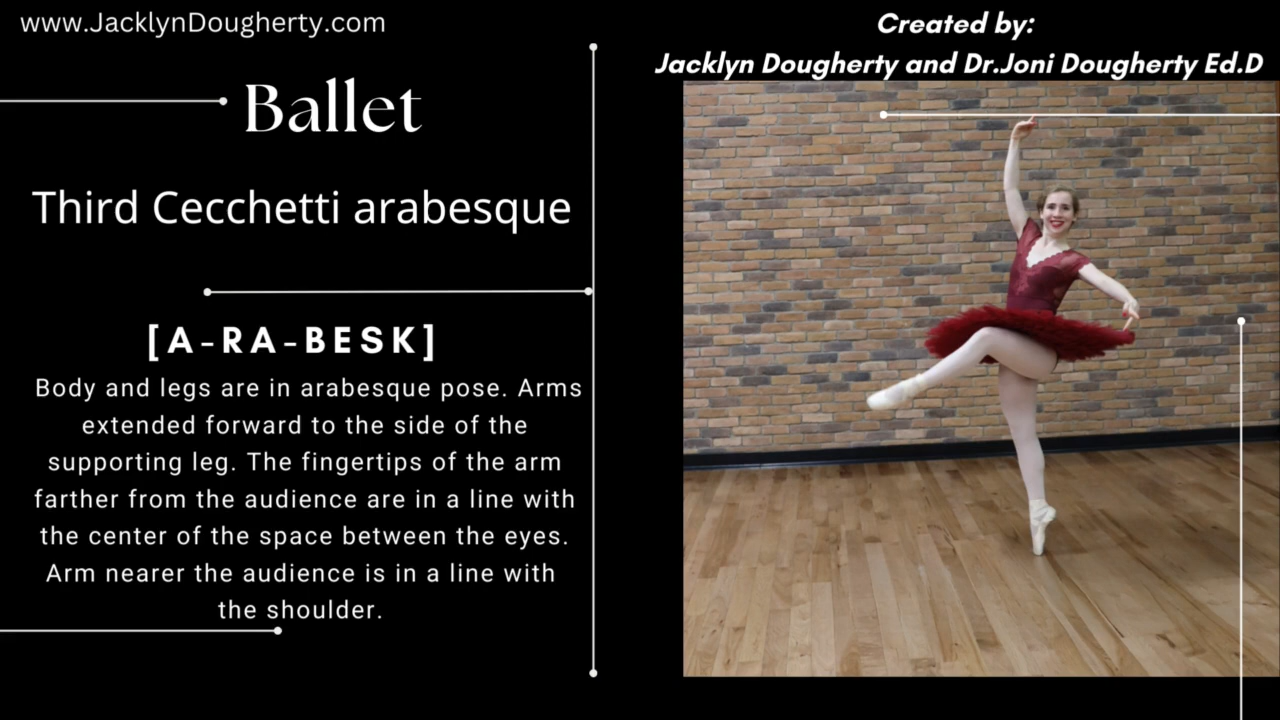 www.JacklynDougherty.com
Created by:
Jacklyn Dougherty and Dr.Joni Dougherty Ed.D
Ballet
Third Cecchetti arabesque
[A-RA-BESK]
Body and legs are in arabesque pose. Arms
extended forward to the side of the
supporting leg. The fingertips of the arm
farther from the audience are in a line with
the center of the space between the eyes.
Arm nearer the audience is in a line with
the shoulder.